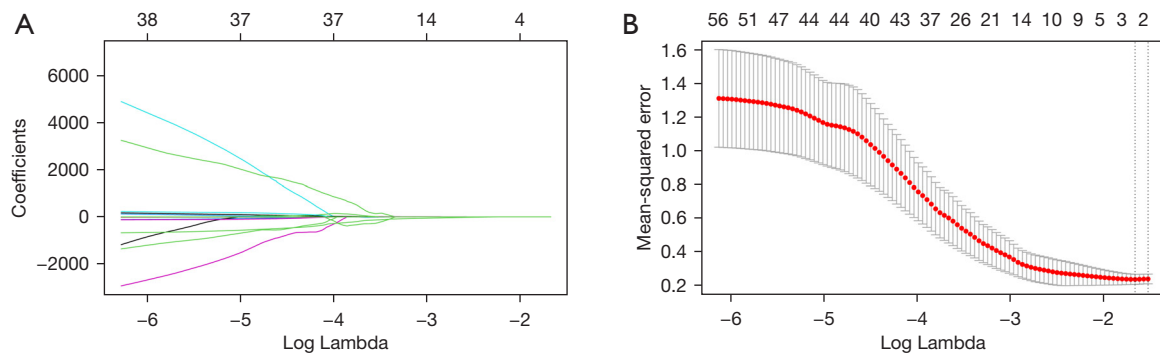 A
38 37 37 14 4
6000
4000
2000
0
−2000
Coefficients
−6 −5 −4 −3 −2
Log Lambda
B
56 51 47 44 44 40 43 37 26 21 14 10 9 5 3 2
1.6
1.4
1.2
1.0
0.8
0.6
0.4
0.2
Mean-squared error
−6 −5 −4 −3 −2
Log Lambda